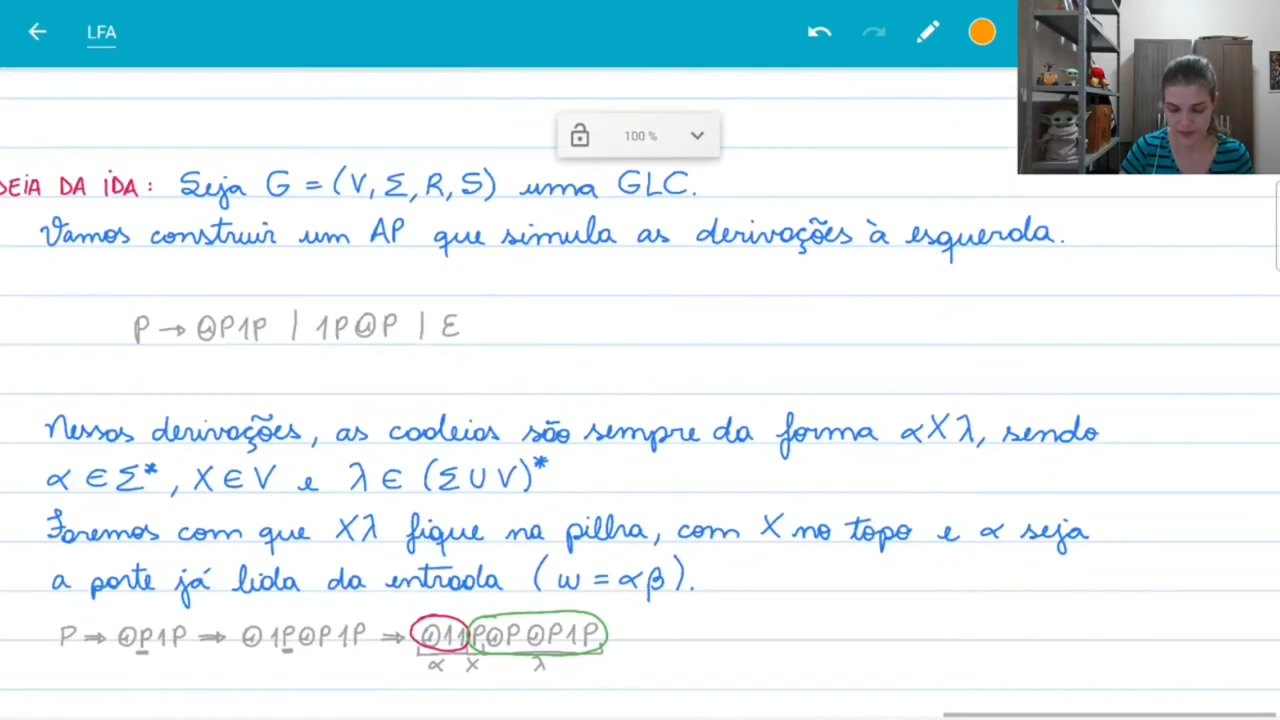 LFA
100 %
DEIA DA IDA: Seja G = (V, Σ, R, S) uma GLC.
Vamos construir um AP que simula as derivações à esquerda.
P → 0P1P | 1P0P | ε
Nessas derivações, as cadeias são sempre da forma αXλ, sendo
α ∈ Σ*, X ∈ V e λ ∈ (Σ ∪ V)*
Faremos com que Xλ fique na pilha, com X no topo e α seja
a parte já lida da entrada (w = αβ).
P ⇒ 0P1P ⇒ 01P0P1P ⇒ 011P0P0P1P
α X λ